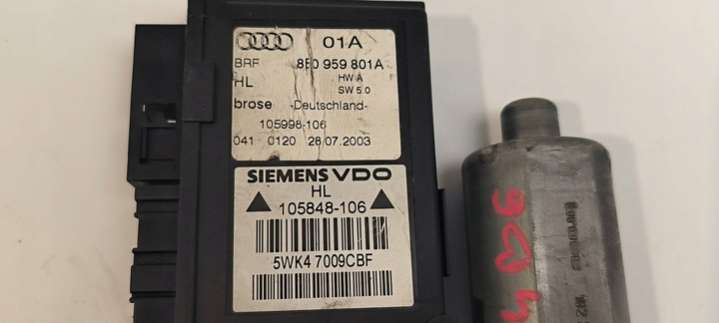 01A
BRF 8E0 959 801A
HL HW A
SW 5.0
brose -Deutschland-
105998-106
041 0120 28.07.2003
SIEMENS VDO
HL
105848-106
5WK4 7009CBF